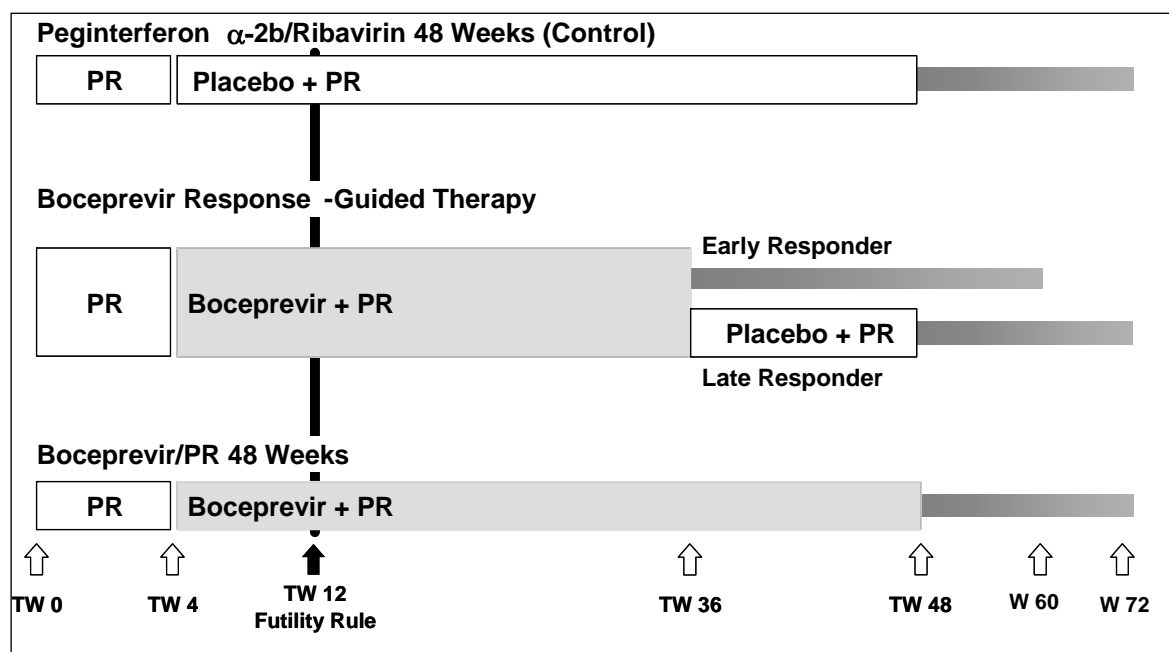 Peginterferon α-2b/Ribavirin 48 Weeks (Control)
PR
Placebo + PR
Boceprevir Response -Guided Therapy
PR
Boceprevir + PR
Early Responder
Placebo + PR
Late Responder
Boceprevir/PR 48 Weeks
PR
Boceprevir + PR
TW 0
TW 4
TW 12
Futility Rule
TW 36
TW 48
W 60
W 72